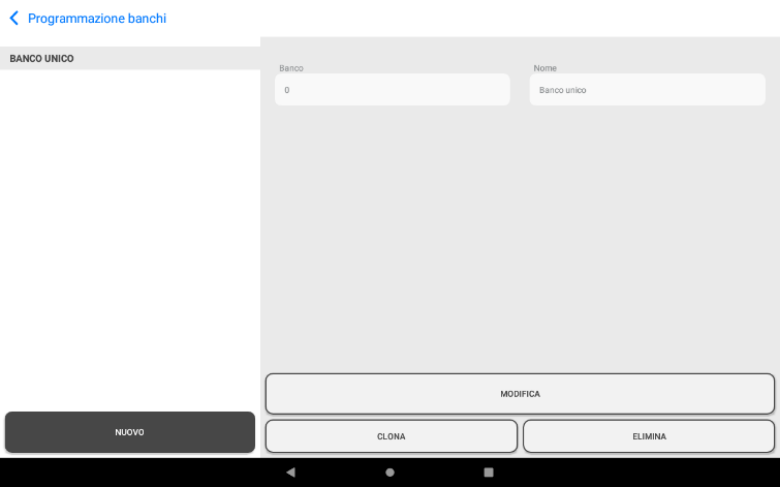 Programmazione banchi
BANCO UNICO
Banco
Nome
0
Banco unico
MODIFICA
NUOVO
CLONA
ELIMINA